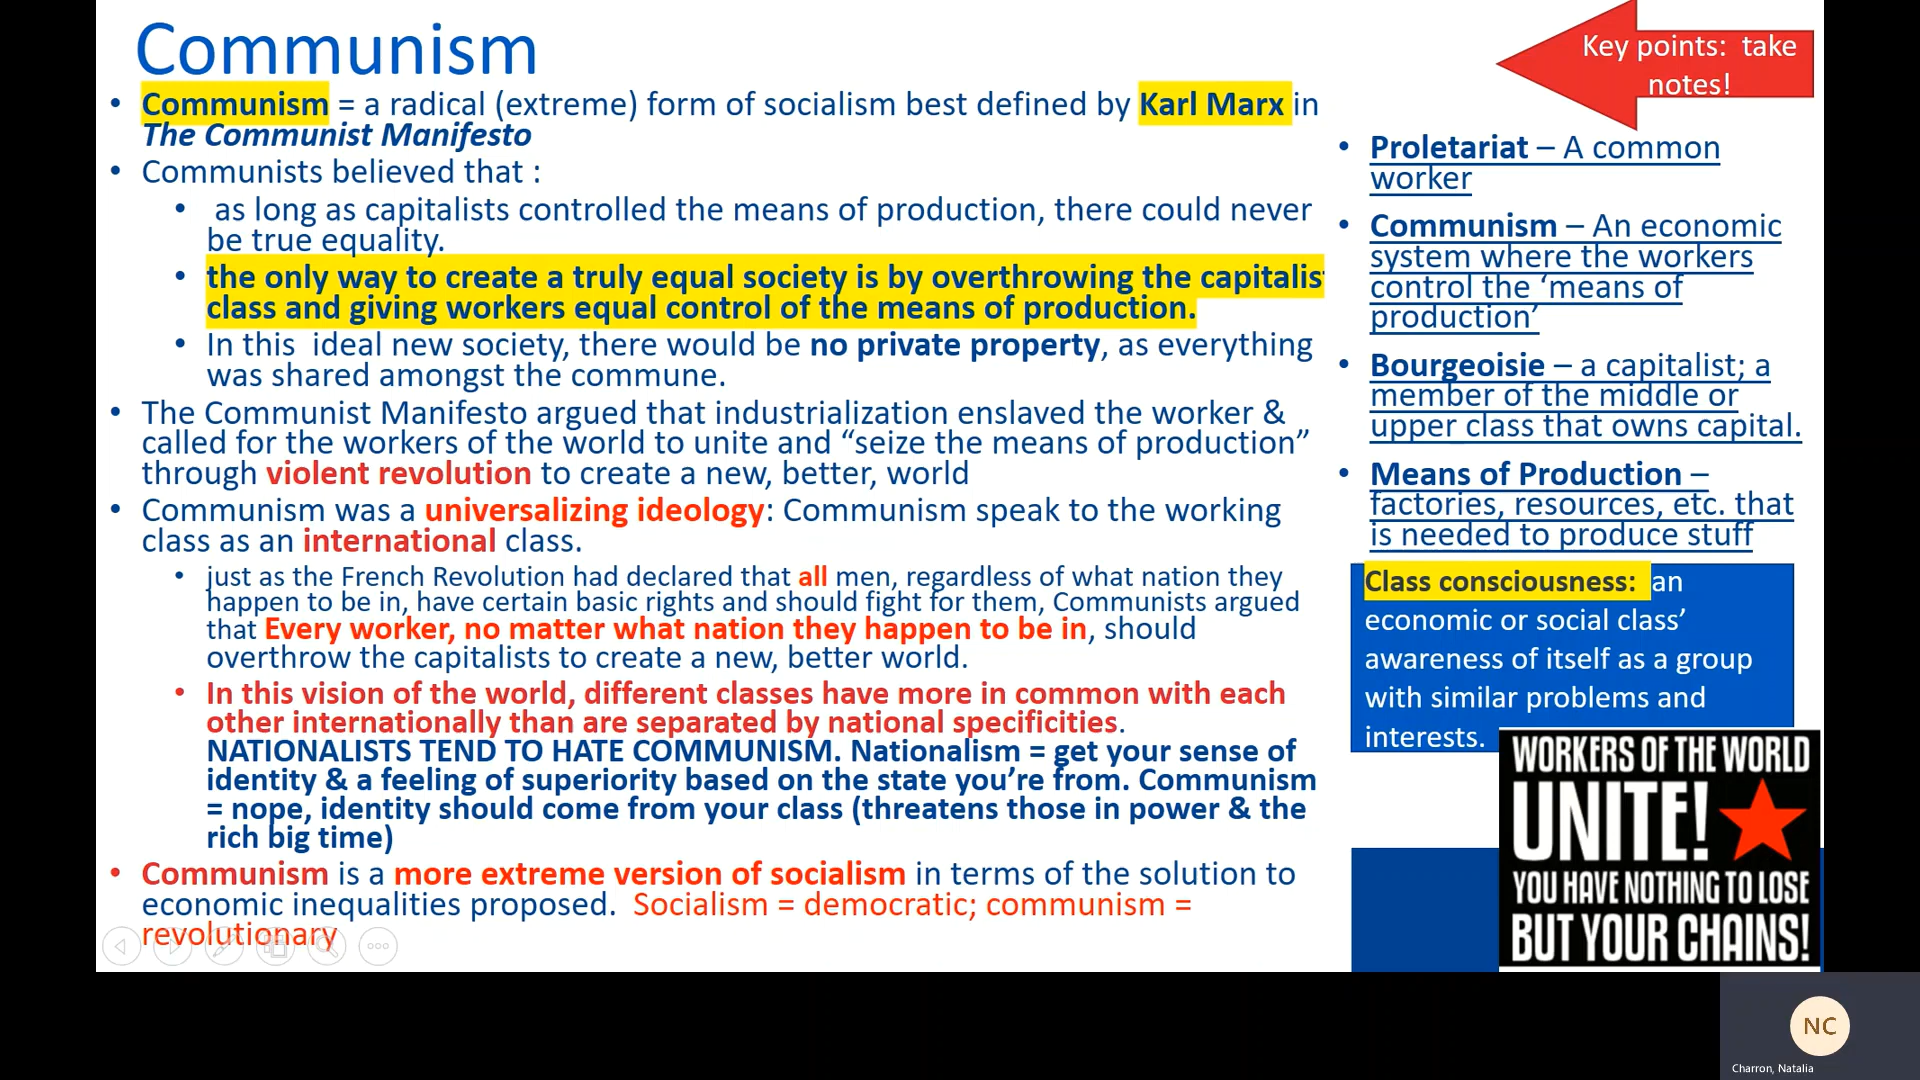 Communism
• Communism = a radical (extreme) form of socialism best defined by Karl Marx in
The Communist Manifesto
• Communists believed that :
• as long as capitalists controlled the means of production, there could never
be true equality.
• the only way to create a truly equal society is by overthrowing the capitalis
class and giving workers equal control of the means of production.
• In this ideal new society, there would be no private property, as everything
was shared amongst the commune.
• The Communist Manifesto argued that industrialization enslaved the worker &
called for the workers of the world to unite and “seize the means of production”
through violent revolution to create a new, better, world
• Communism was a universalizing ideology: Communism speak to the working
class as an international class.
• just as the French Revolution had declared that all men, regardless of what nation they
happen to be in, have certain basic rights and should fight for them, Communists argued
that Every worker, no matter what nation they happen to be in, should
overthrow the capitalists to create a new, better world.
• In this vision of the world, different classes have more in common with each
other internationally than are separated by national specificities.
NATIONALISTS TEND TO HATE COMMUNISM. Nationalism = get your sense of
identity & a feeling of superiority based on the state you’re from. Communism
= nope, identity should come from your class (threatens those in power & the
rich big time)
• Communism is a more extreme version of socialism in terms of the solution to
economic inequalities proposed. Socialism = democratic; communism =
revolutionary
Key points: take
notes!
• Proletariat – A common
worker
• Communism – An economic
system where the workers
control the ‘means of
production’
• Bourgeoisie – a capitalist; a
member of the middle or
upper class that owns capital.
• Means of Production –
factories, resources, etc. that
is needed to produce stuff
Class consciousness: an
economic or social class’
awareness of itself as a group
with similar problems and
interests.
WORKERS OF THE WORLD
UNITE!
YOU HAVE NOTHING TO LOSE
BUT YOUR CHAINS!
NC
Charron, Natalia